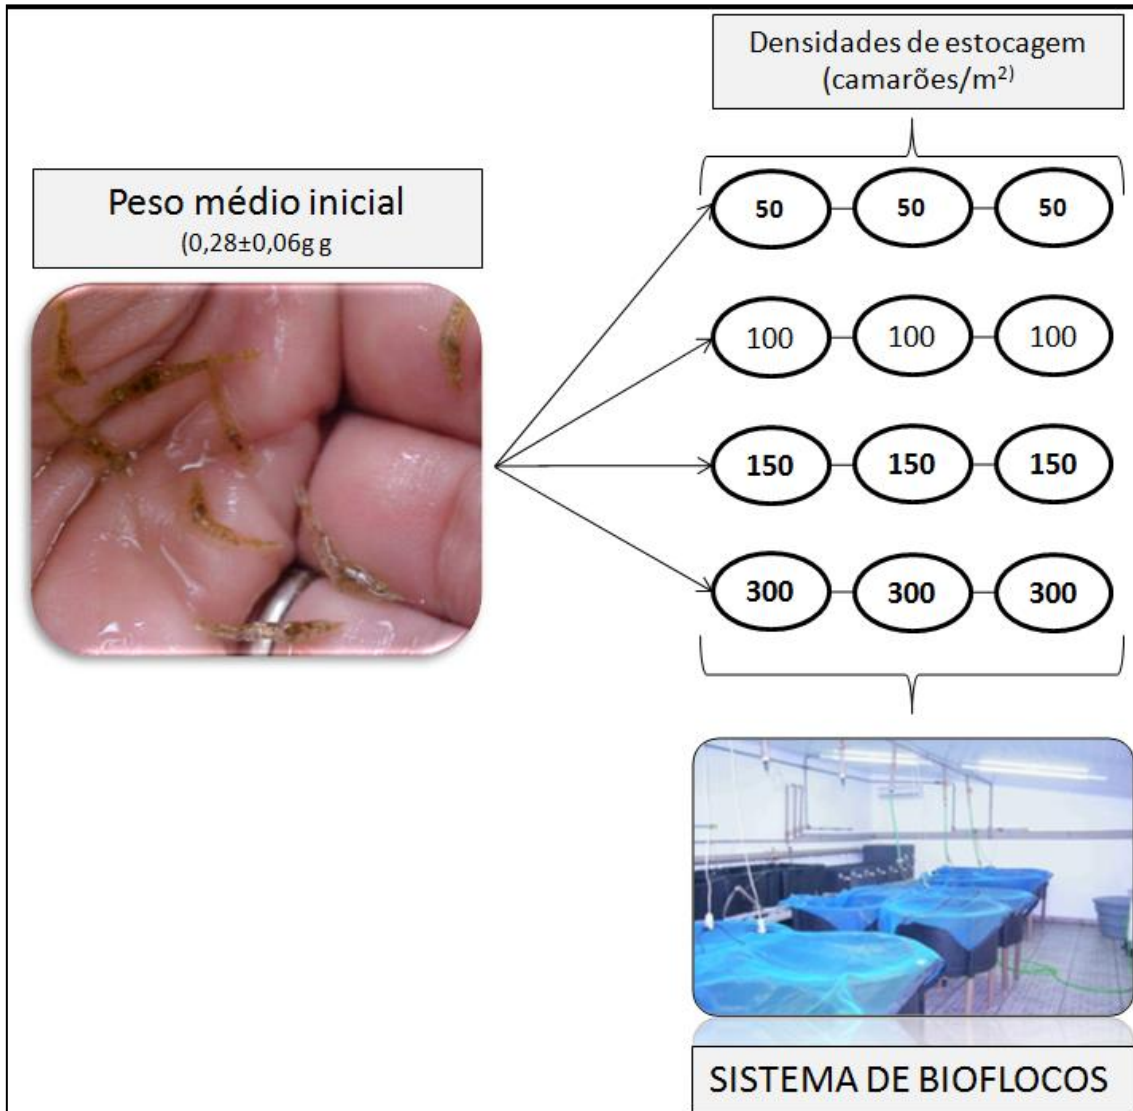 Densidades de estocagem
(camarões/m²⁾
Peso médio inicial
(0,28±0,06g g
50 50 50
100 100 100
150 150 150
300 300 300
SISTEMA DE BIOFLOCOS